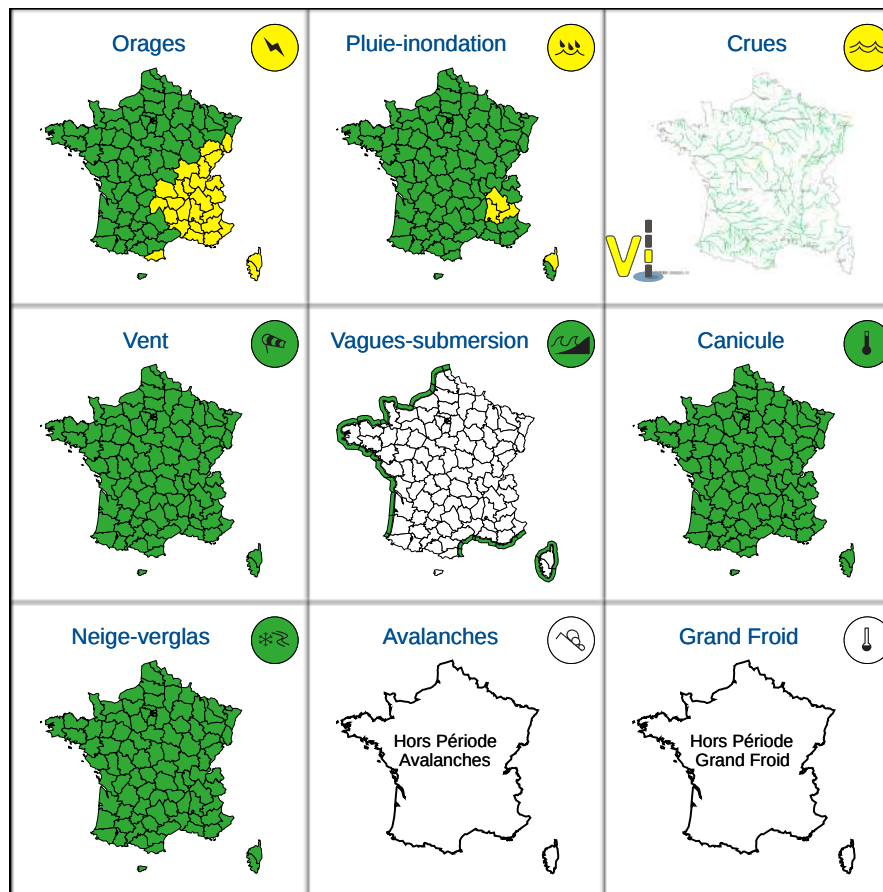 Orages
Pluie-inondation
Crues
Vi
Vent
Vagues-submersion
Canicule
Neige-verglas
Avalanches
Grand Froid
Hors Période
Avalanches
Hors Période
Grand Froid